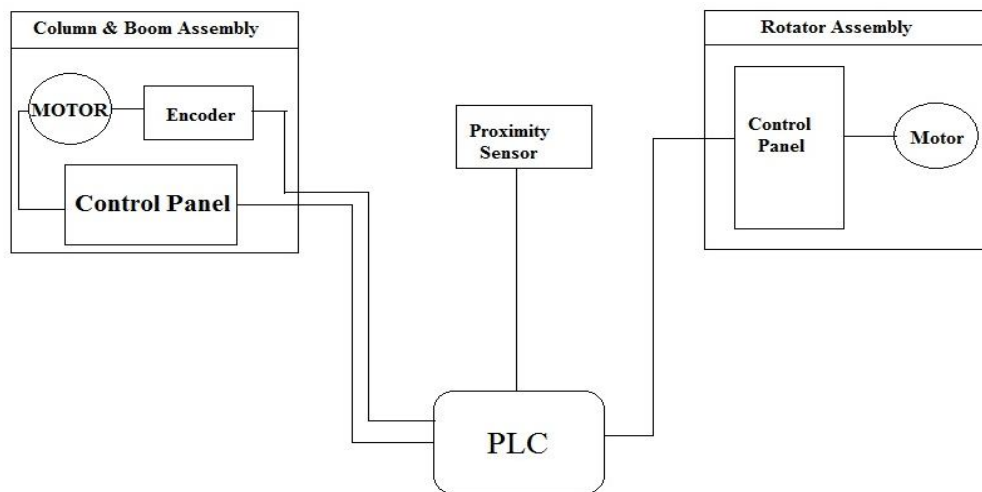 Column & Boom Assembly
MOTOR
Encoder
Control Panel
Proximity
Sensor
Rotator Assembly
Control
Panel
Motor
PLC